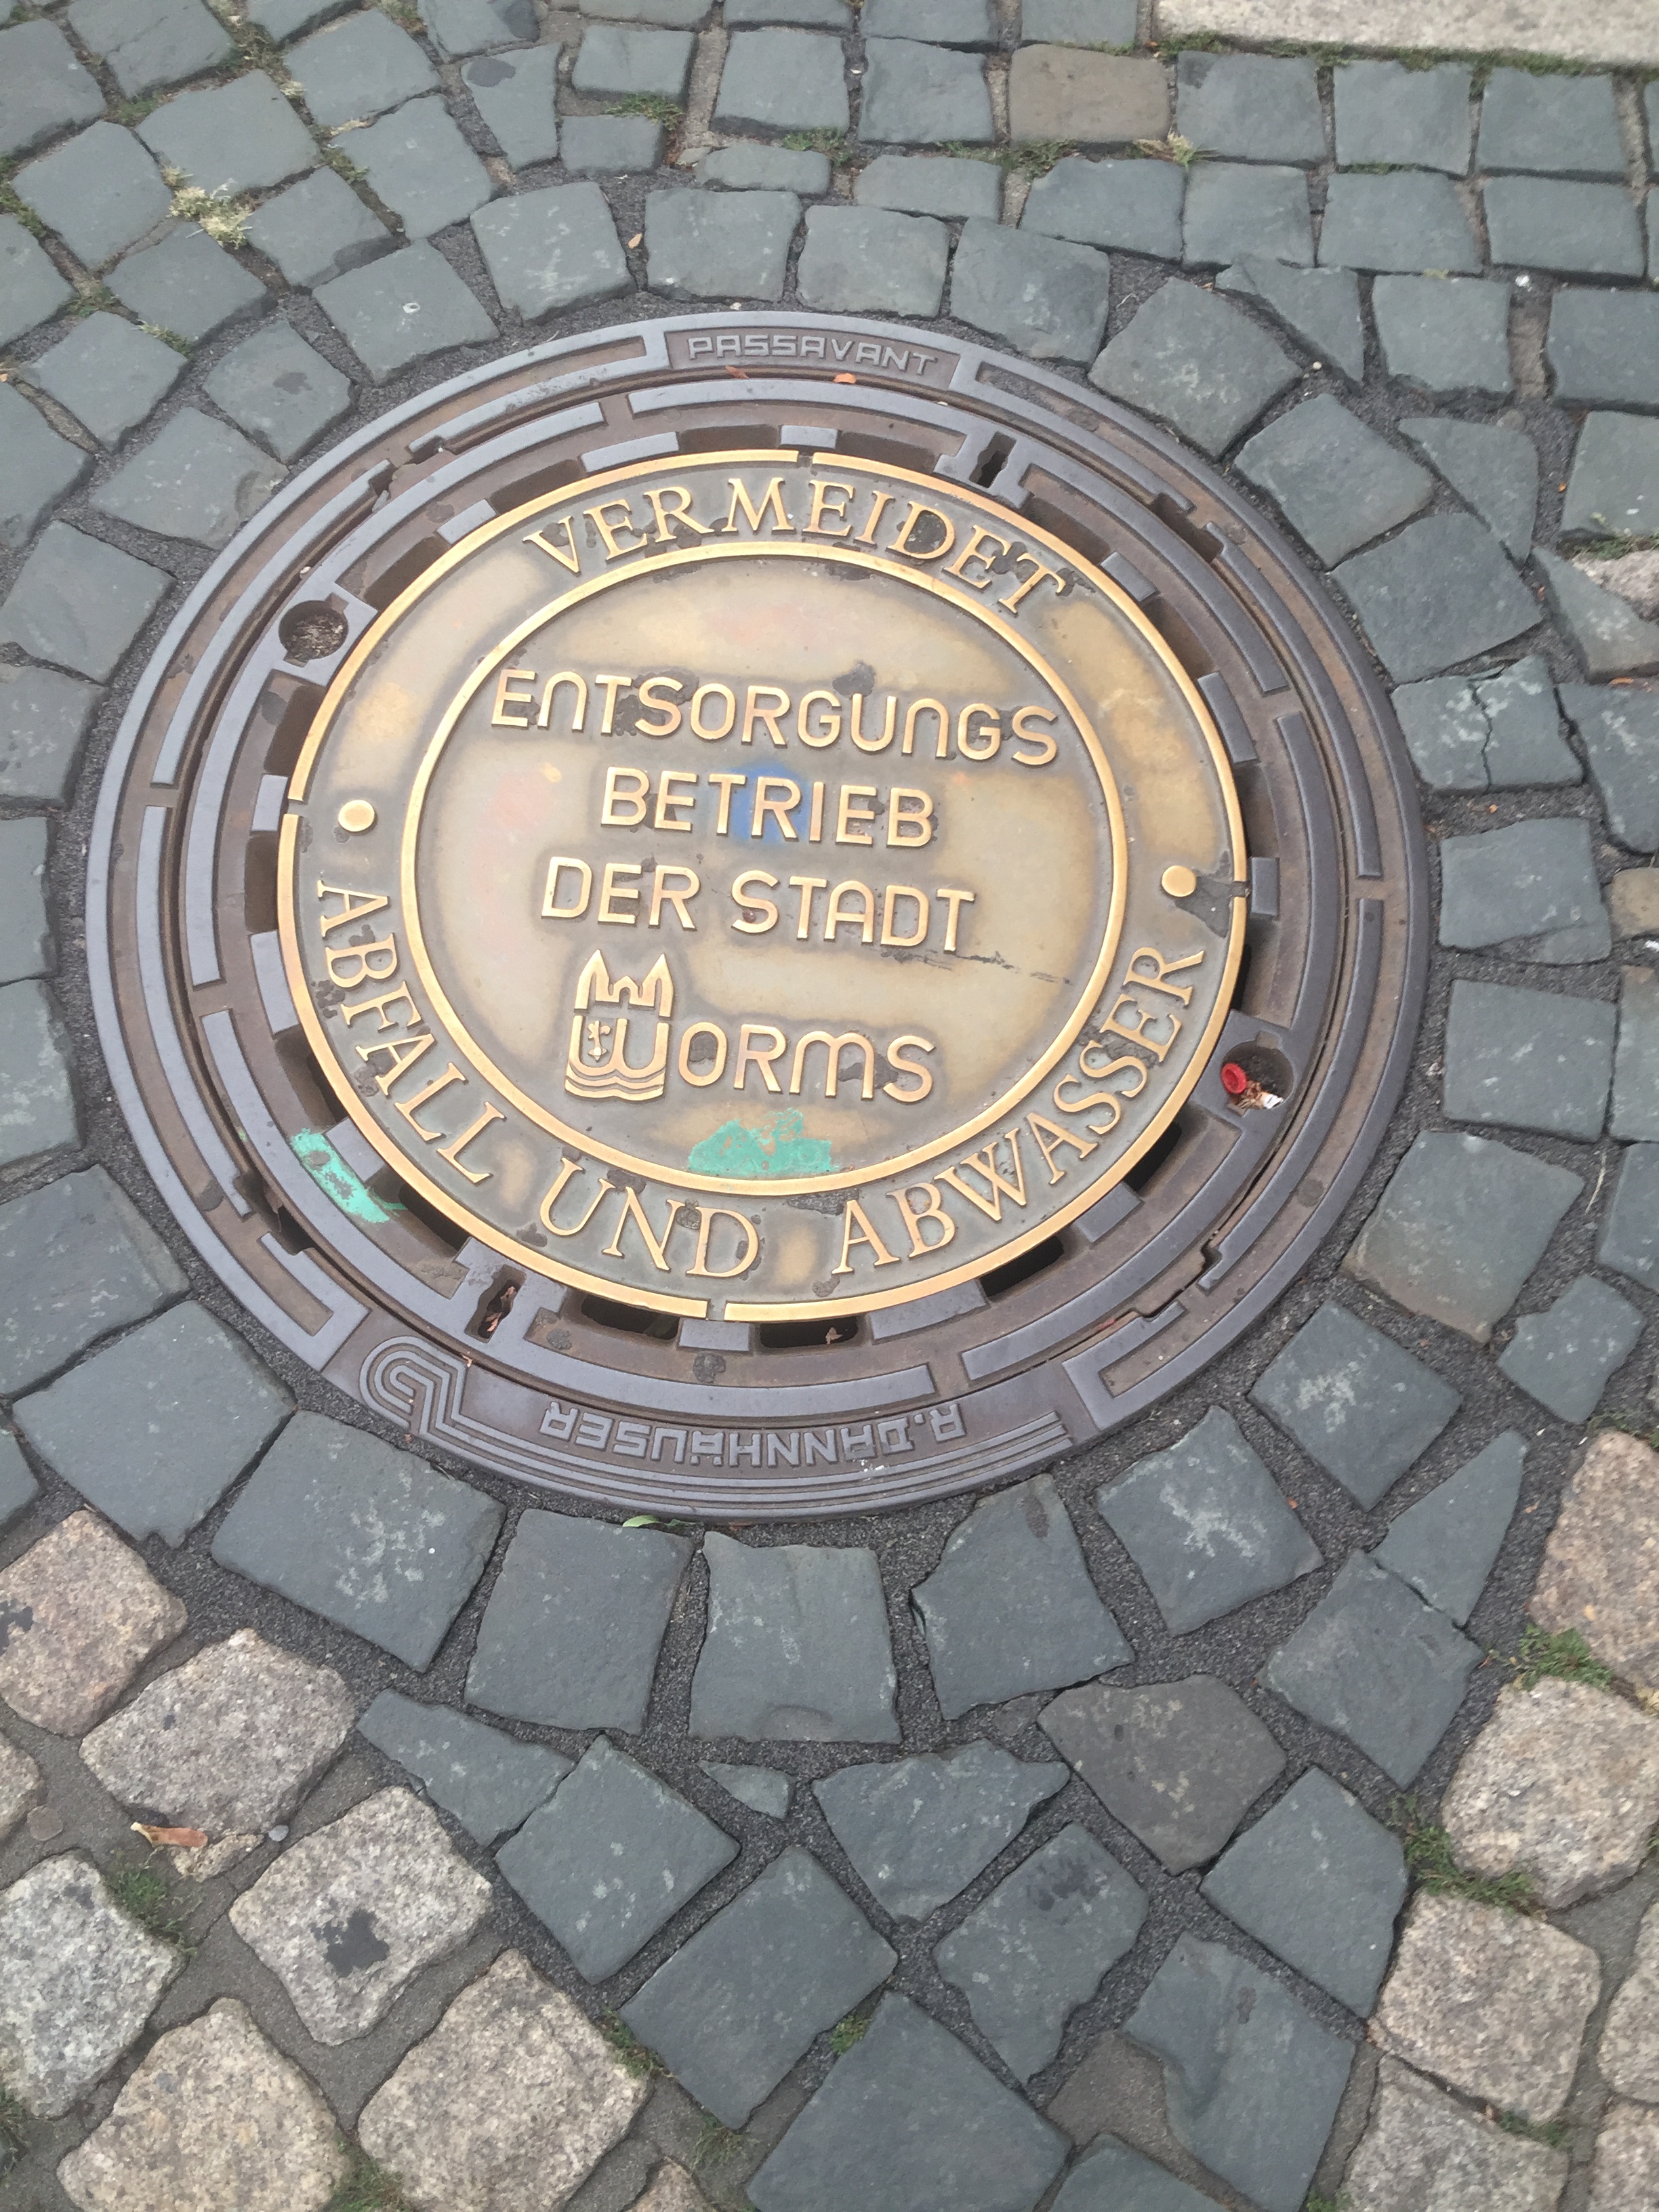 PASSAVANT
VERMEIDET
ENTSORGUNGS
BETRIEB
DER STADT
WORMS
ABFALL UND ABWASSER
R.DANNHÄUSER